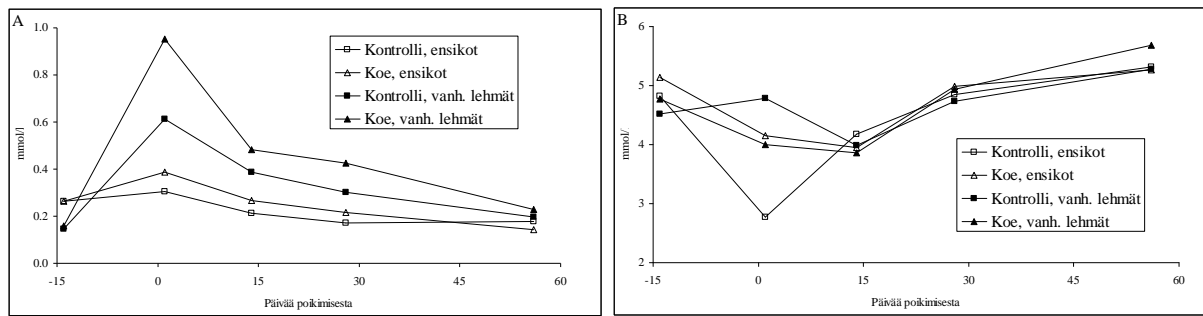 A
1.0
0.8
0.6
0.4
0.2
0.0
mmol/l
-15 0 15 30 45 60
Päivää poikimisesta
Kontrolli, ensikot
Koe, ensikot
Kontrolli, vanh. lehmät
Koe, vanh. lehmät
B
6
5
4
3
2
mmol/
-15 0 15 30 45 60
Päivää poikimisesta
Kontrolli, ensikot
Koe, ensikot
Kontrolli, vanh. lehmät
Koe, vanh. lehmät